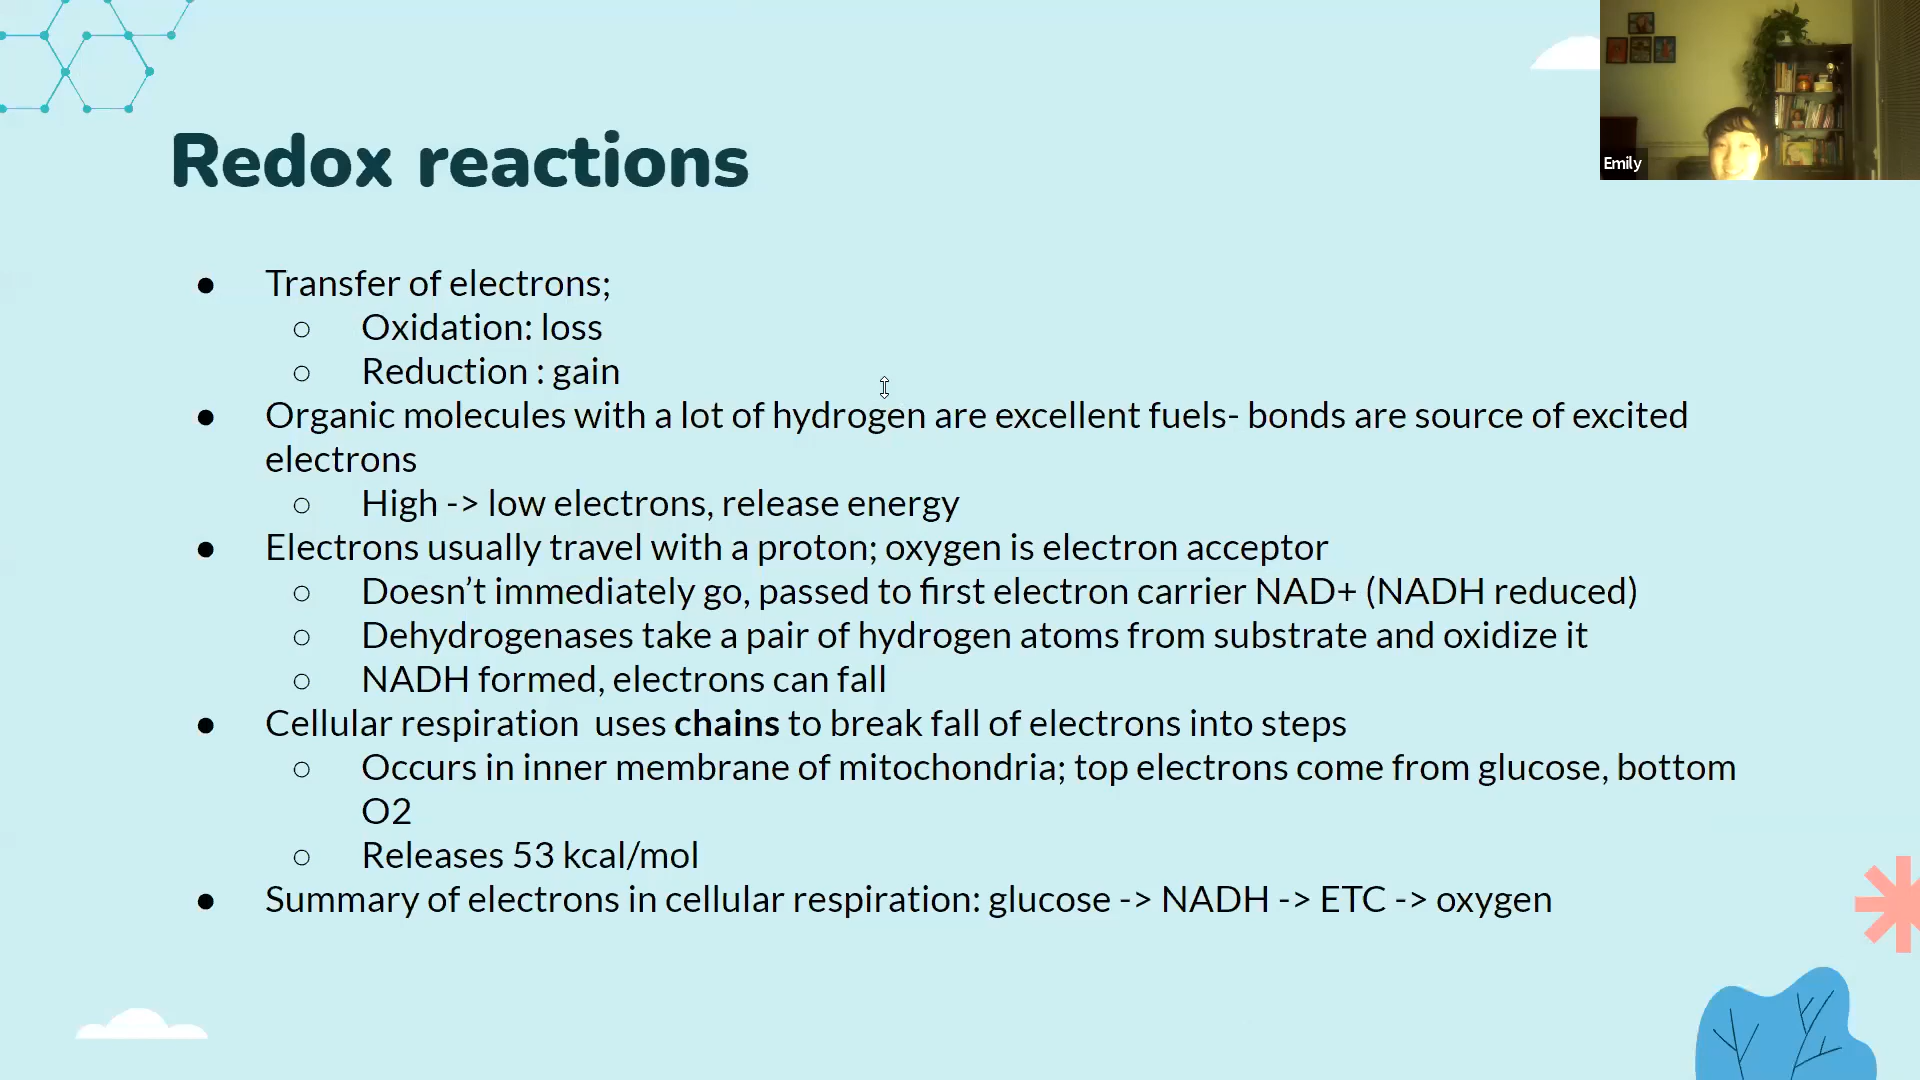 Emily
Redox reactions
● Transfer of electrons;
○ Oxidation: loss
○ Reduction : gain
● Organic molecules with a lot of hydrogen are excellent fuels- bonds are source of excited
electrons
○ High -> low electrons, release energy
● Electrons usually travel with a proton; oxygen is electron acceptor
○ Doesn’t immediately go, passed to first electron carrier NAD+ (NADH reduced)
○ Dehydrogenases take a pair of hydrogen atoms from substrate and oxidize it
○ NADH formed, electrons can fall
● Cellular respiration  uses chains to break fall of electrons into steps
○ Occurs in inner membrane of mitochondria; top electrons come from glucose, bottom
O2
○ Releases 53 kcal/mol
● Summary of electrons in cellular respiration: glucose -> NADH -> ETC -> oxygen